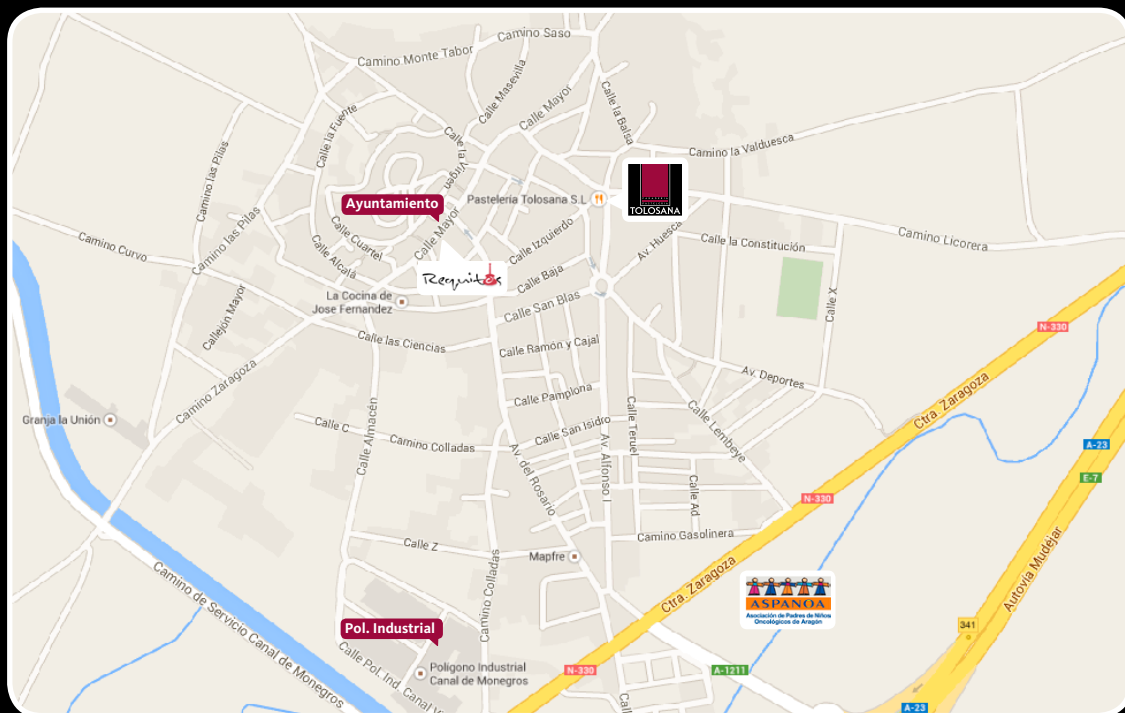 Camino Saso
Camino Monte Tabor
Calle Masevilla
Calle Mayor
Calle la Balsa
Calle la Fuente
Calle la Virgen
Camino la Valduesca
Camino las Pilas
Pastelería Tolosana S.L
TOLOSANA
Ayuntamiento
Calle Mayor
Camino las Pilas
Calle Cuartel
Calle Izquierdo
Av. Huesca
Calle la Constitución
Camino Licorera
Camino Curvo
Calle Alcalá
Requitos
Calle Baja
La Cocina de
Jose Fernandez
Calle San Blas
Calle X
Callejón Mayor
N-330
Calle las Ciencias
Calle Ramón y Cajal
Camino Zaragoza
Av. Deportes
Calle Pamplona
Ctra. Zaragoza
Granja la Unión
Calle C
Camino Colladas
Calle San Isidro
Calle Teruel
Calle Lembeye
Calle Almacén
A-23
E-7
Av. del Rosario
Av. Alfonso I
Calle Ad
N-330
Camino Gasolinera
Calle Z
Mapfre
Ctra. Zaragoza
Autovía Mudejar
Camino de Servicio Canal de Monegros
Camino Colladas
ASPANOA
Asociación de Padres de Niños
Oncológicos de Aragón
Pol. Industrial
341
Calle Pol. Ind. Canal
Polígono Industrial
Canal de Monegros
N-330
A-1211
Calle
A-23